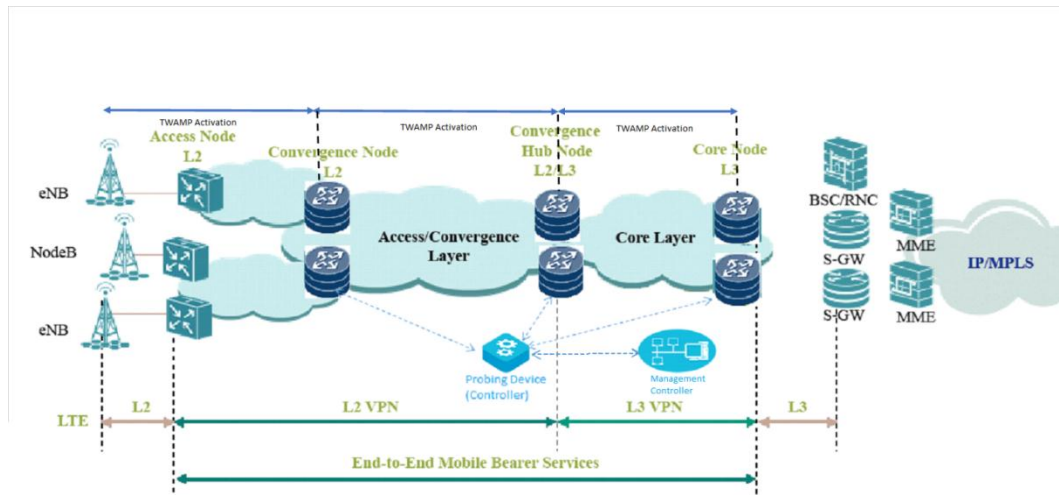 TWAMP Activation
TWAMP Activation
TWAMP Activation
Access Node
L2
Convergence Node
L2
Convergence
Hub Node
L2/L3
Core Node
L3
eNB
NodeB
eNB
Access/Convergence
Layer
Core Layer
BSC/RNC
S-GW
S-GW
MME
MME
IP/MPLS
Probing Device
(Controller)
Management
Controller
LTE
L2
L2 VPN
L3 VPN
L3
End-to-End Mobile Bearer Services